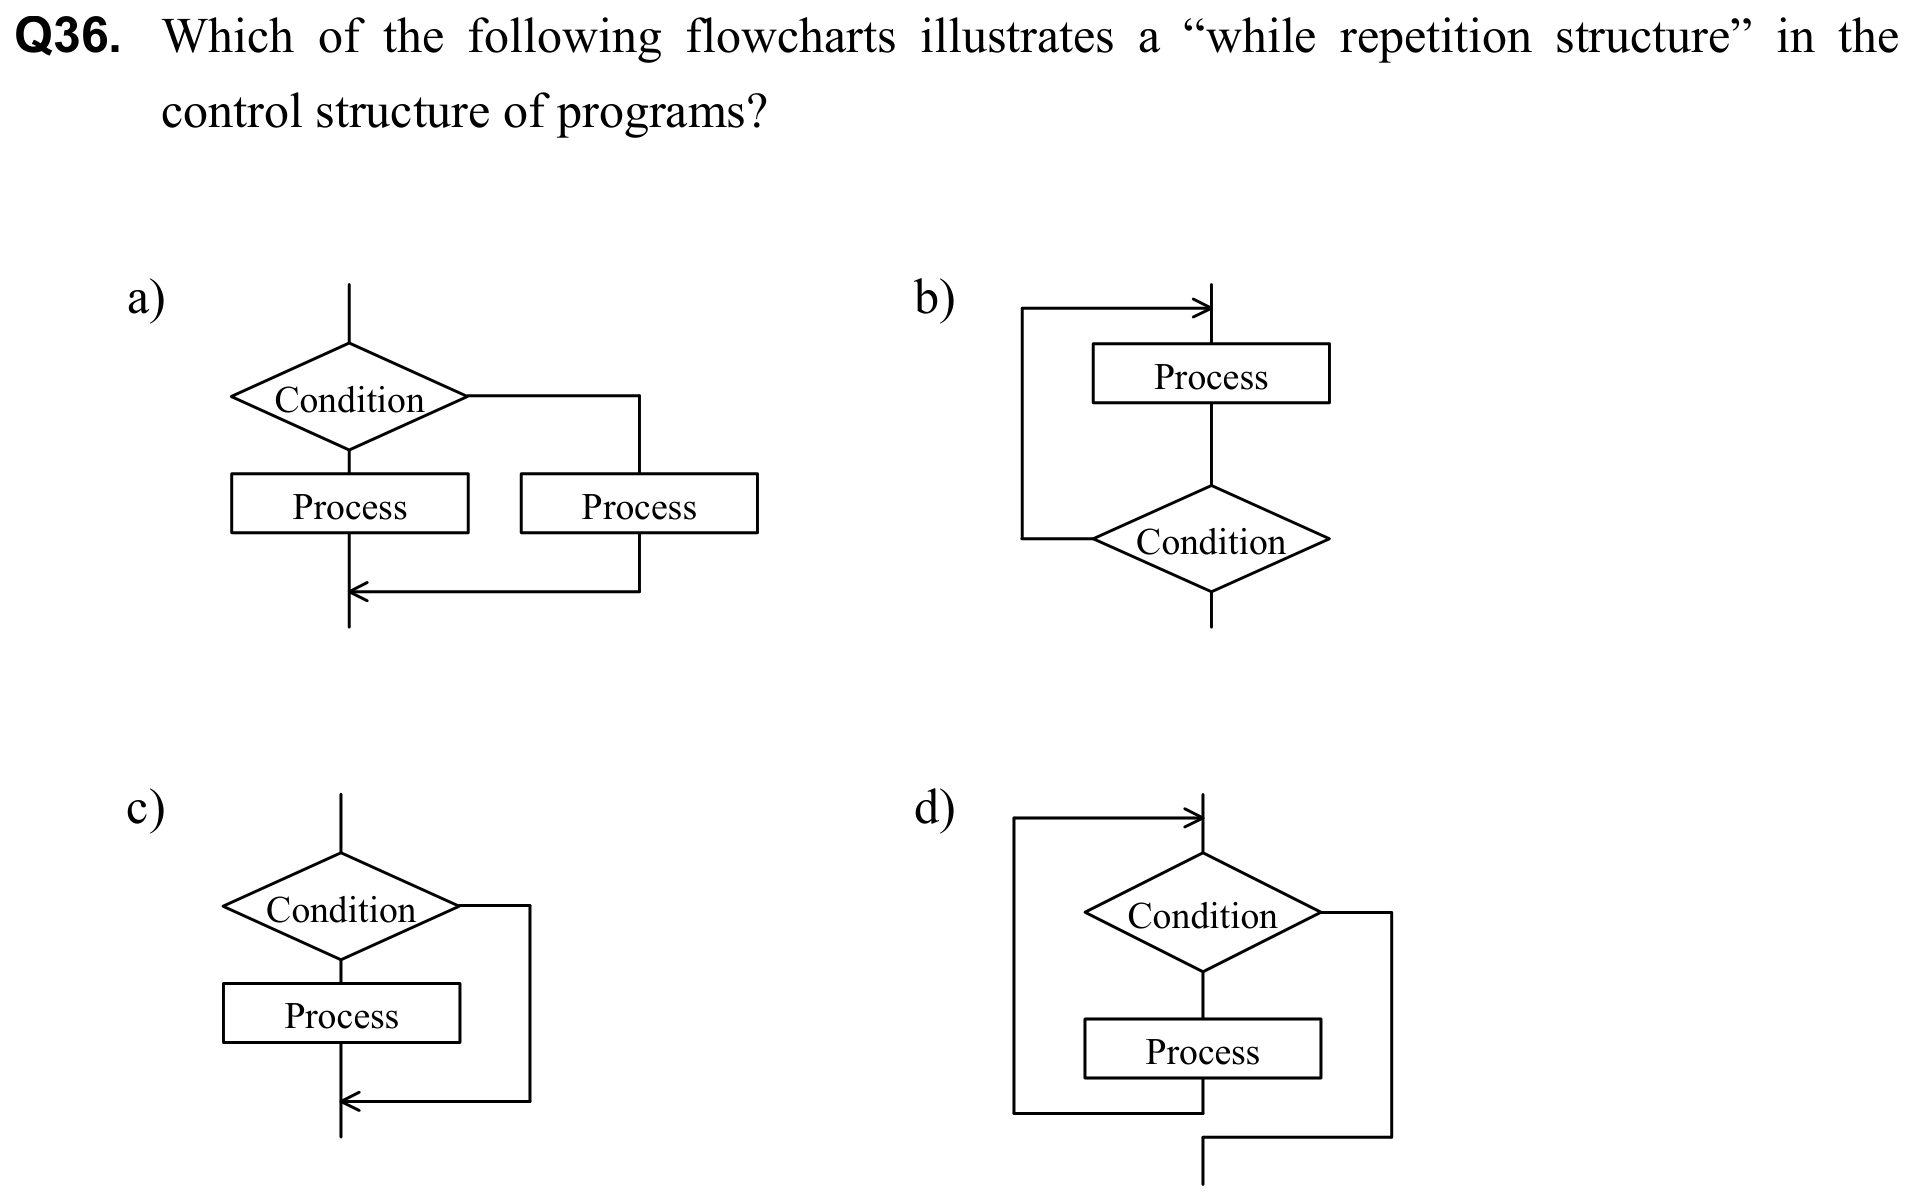 Q36. Which of the following flowcharts illustrates a “while repetition structure” in the
control structure of programs?
a)
Condition
Process Process
b)
Process
Condition
c)
Condition
Process
d)
Condition
Process